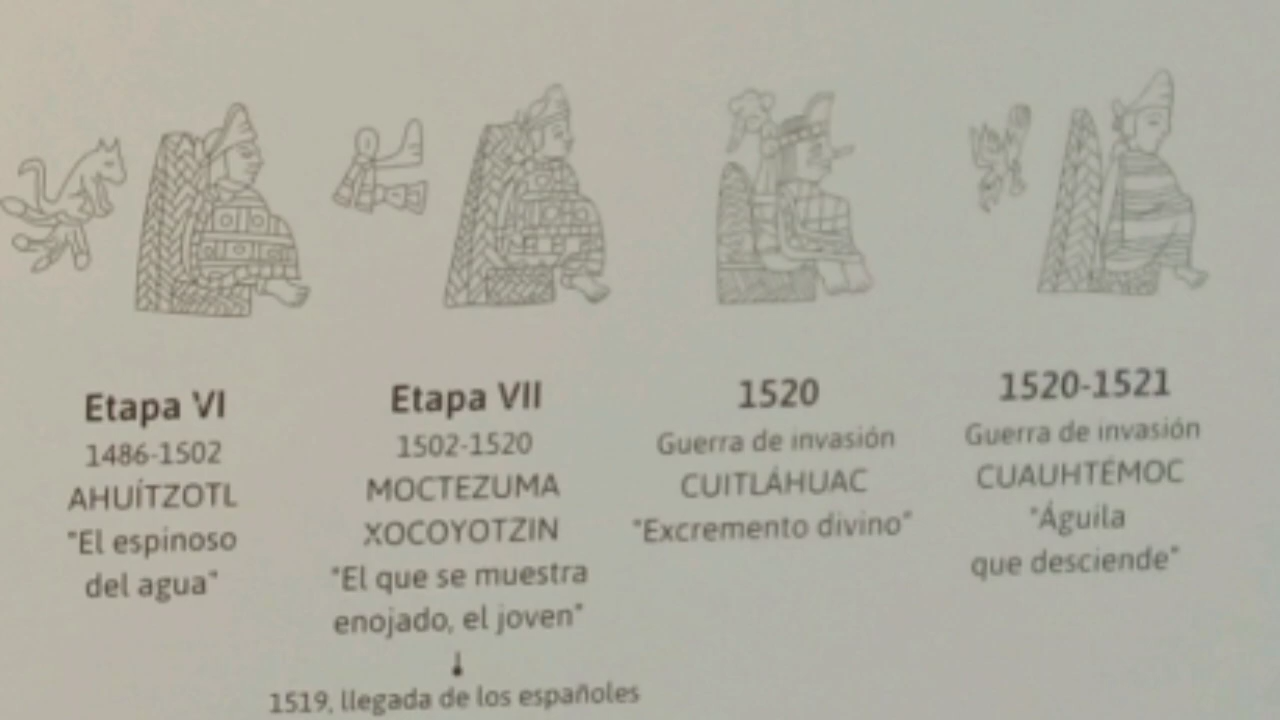 Etapa VI
1486-1502
AHUÍTZOTL
"El espinoso
del agua"
Etapa VII
1502-1520
MOCTEZUMA
XOCOYOTZIN
"El que se muestra
enojado, el joven"
1519, llegada de los españoles
1520
Guerra de invasión
CUITLÁHUAC
"Excremento divino"
1520-1521
Guerra de invasión
CUAUHTÉMOC
"Águila
que desciende"